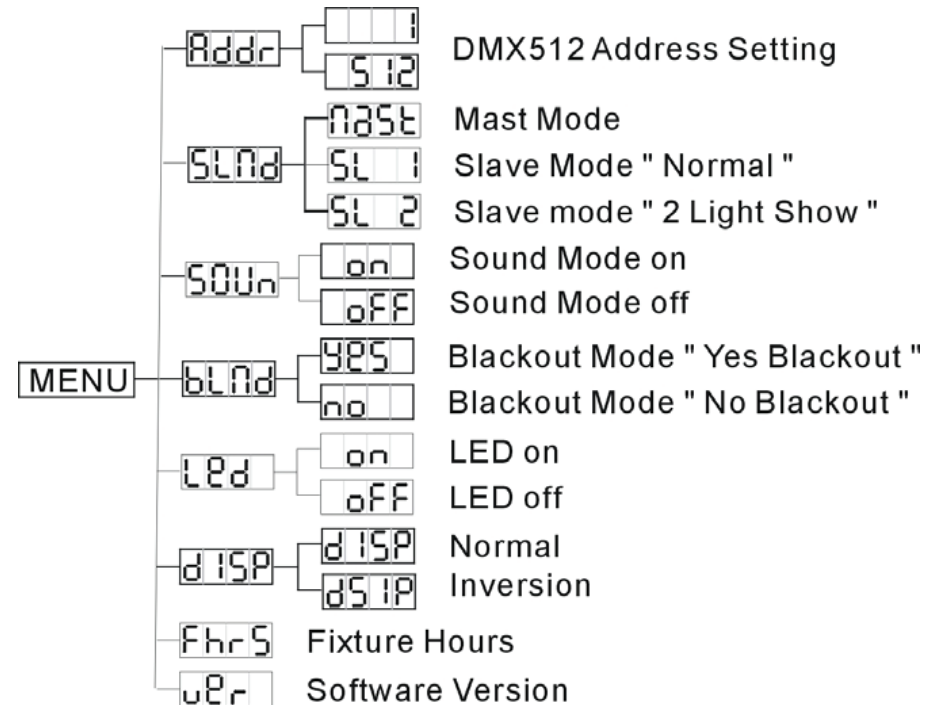 1
Addr
512
DMX512 Address Setting
MASt Mast Mode
SLMd SL 1 Slave Mode " Normal "
SL 2 Slave mode " 2 Light Show "
SOUn on Sound Mode on
oFF Sound Mode off
YES Blackout Mode " Yes Blackout "
MENU bLMd
no Blackout Mode " No Blackout "
Led on LED on
oFF LED off
dISP dISP Normal
dSIP Inversion
FhrS Fixture Hours
ver Software Version